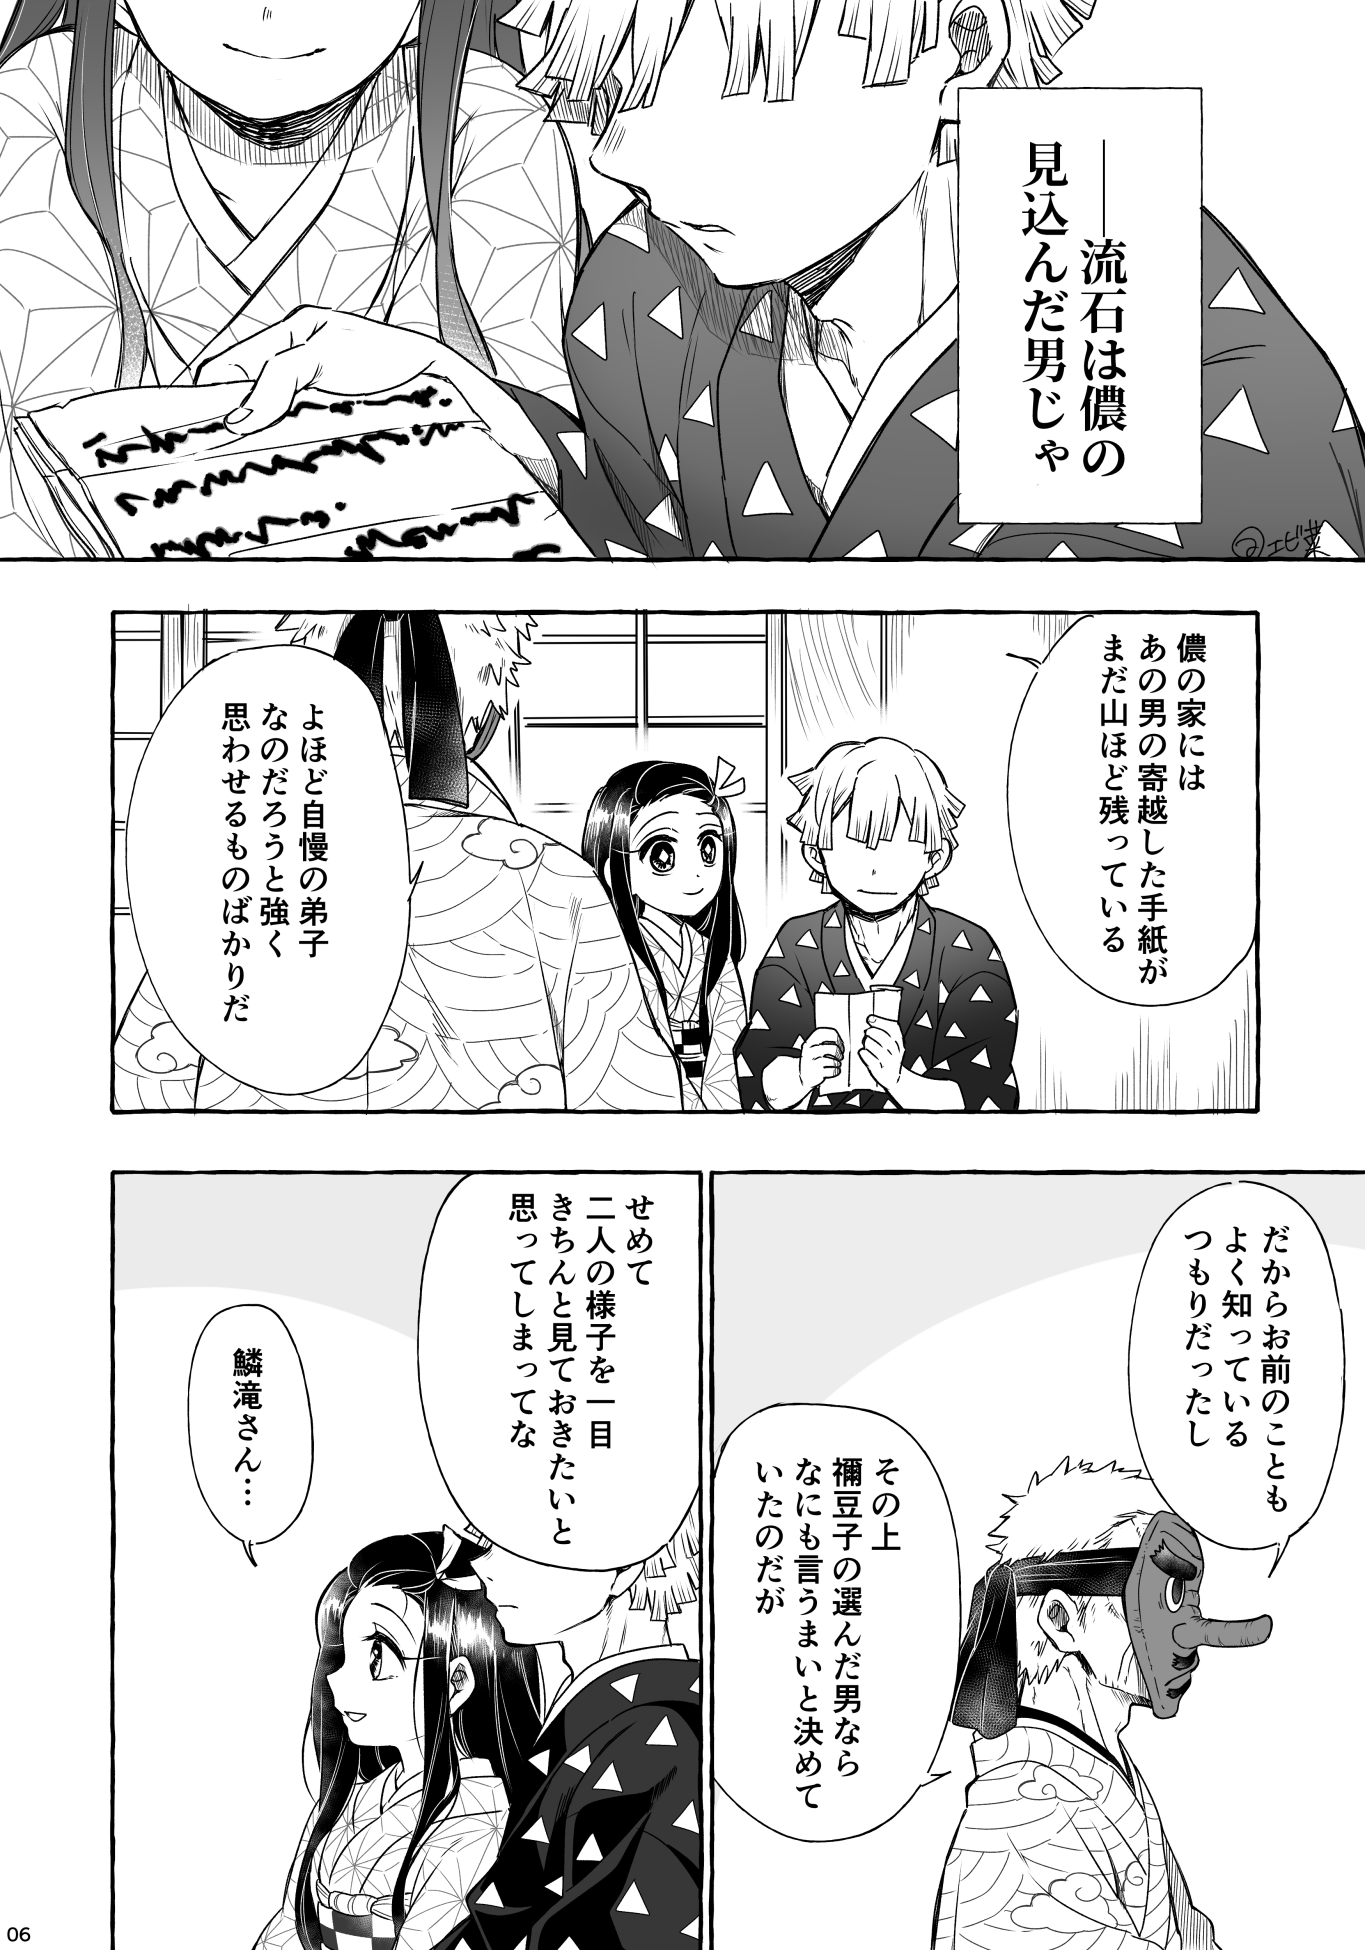 ――流石は儂の
見込んだ男じゃ
@エビ菜
儂の家には
あの男の寄越した手紙が
まだ山ほど残っている
よほど自慢の弟子
なのだろうと強く
思わせるものばかりだ
だからお前のことも
よく知っている
つもりだったし
その上
禰豆子の選んだ男なら
なにも言うまいと決めて
いたのだが
せめて
二人の様子を一目
きちんと見ておきたいと
思ってしまってな
鱗滝さん…
06